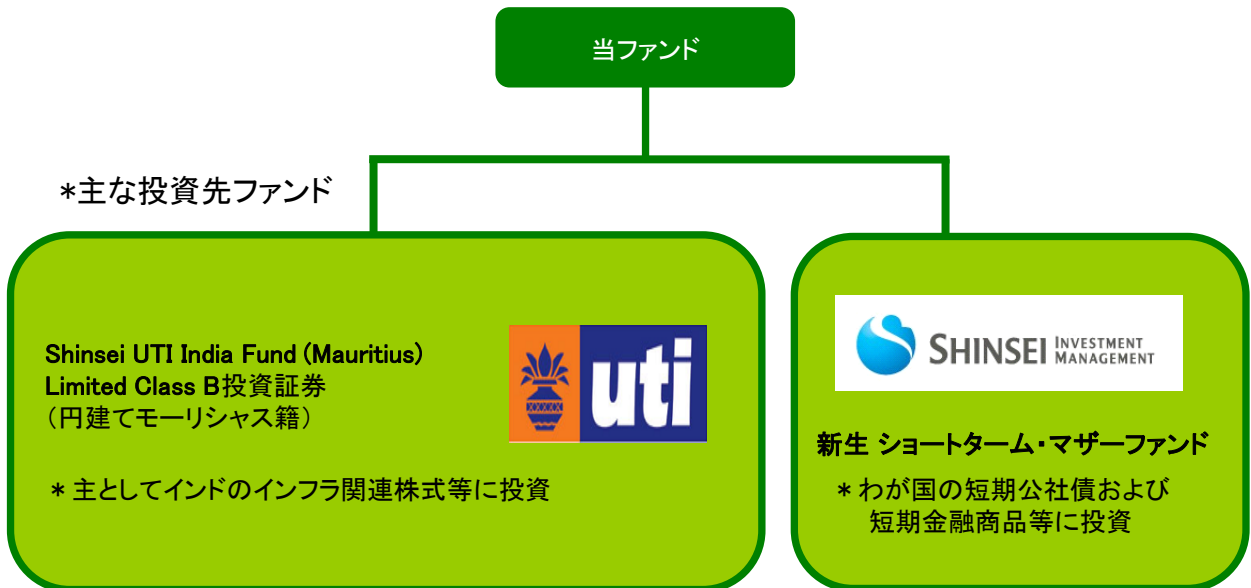 当ファンド
*主な投資先ファンド
Shinsei UTI India Fund (Mauritius)
Limited Class B投資証券
（円建てモーリシャス籍）
uti
* 主としてインドのインフラ関連株式等に投資
SHINSEI INVESTMENT
MANAGEMENT
新生 ショートターム・マザーファンド
* わが国の短期公社債および
短期金融商品等に投資